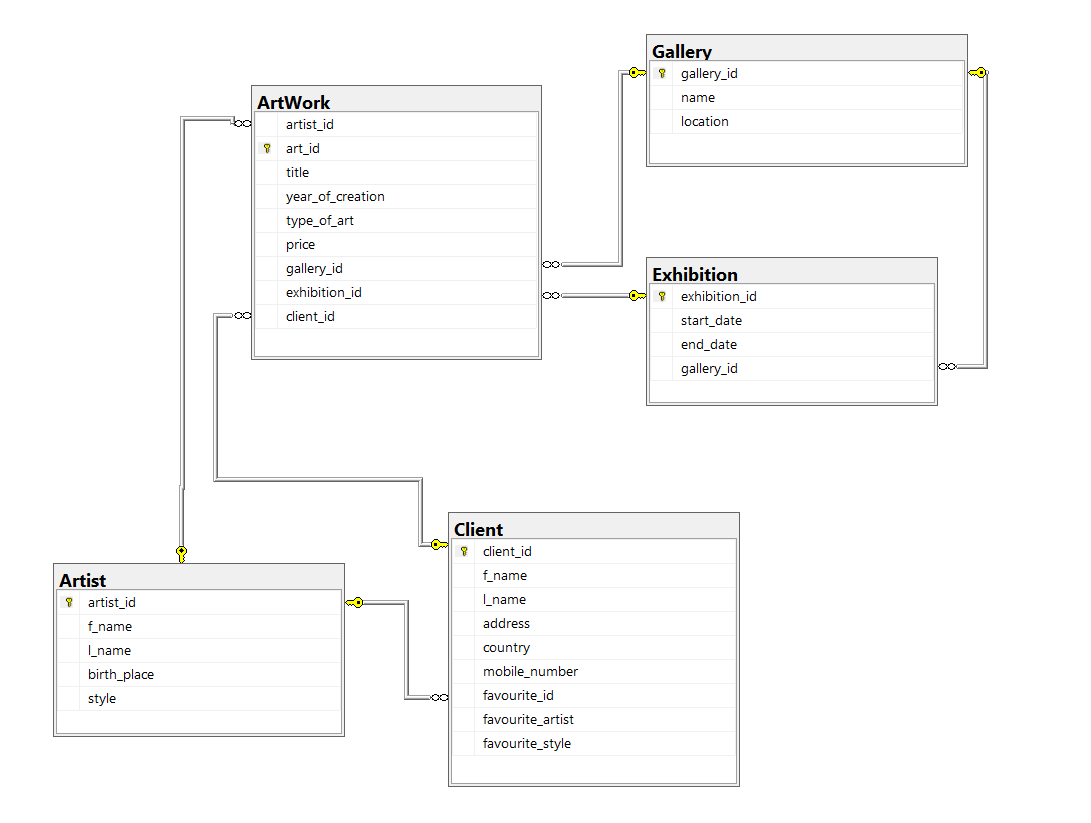 Gallery
gallery_id
name
location
ArtWork
artist_id
art_id
title
year_of_creation
type_of_art
price
gallery_id
exhibition_id
client_id
Exhibition
exhibition_id
start_date
end_date
gallery_id
Client
client_id
f_name
l_name
address
country
mobile_number
favourite_id
favourite_artist
favourite_style
Artist
artist_id
f_name
l_name
birth_place
style